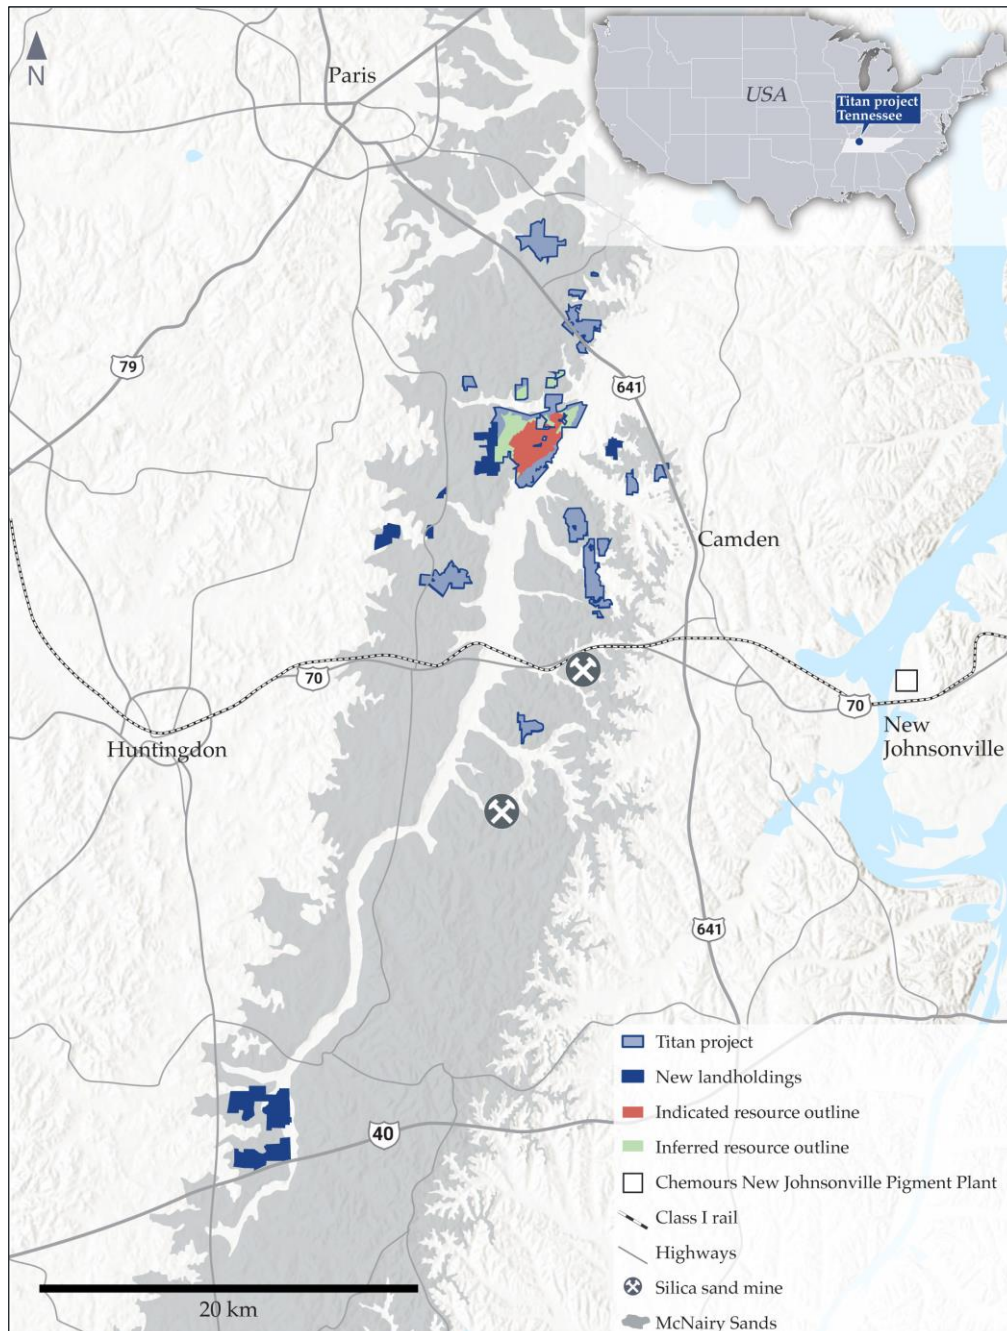 N
Paris
USA
Titan project
Tennessee
79
641
Camden
70
70
New
Johnsonville
Huntingdon
641
40
20 km
Titan project
New landholdings
Indicated resource outline
Inferred resource outline
Chemours New Johnsonville Pigment Plant
Class I rail
Highways
Silica sand mine
McNairy Sands